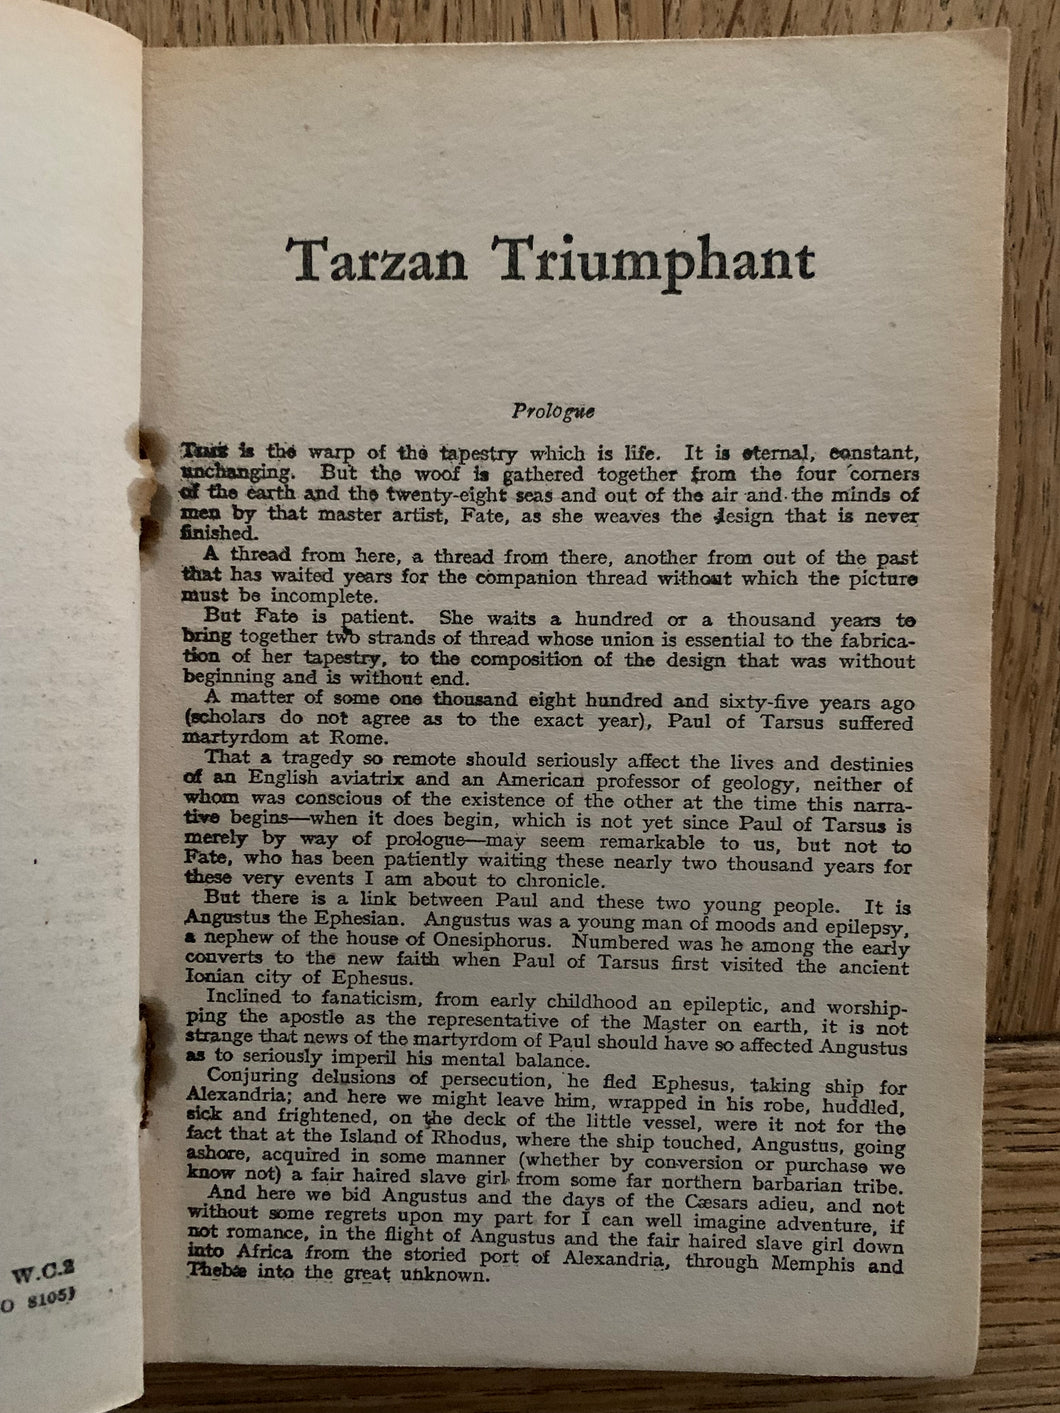 Tarzan Triumphant
Prologue
TIME is the warp of the tapestry which is life. It is eternal, constant,
unchanging. But the woof is gathered together from the four corners
of the earth and the twenty-eight seas and out of the air and the minds of
men by that master artist, Fate, as she weaves the design that is never
finished.
A thread from here, a thread from there, another from out of the past
that has waited years for the companion thread without which the picture
must be incomplete.
But Fate is patient. She waits a hundred or a thousand years to
bring together two strands of thread whose union is essential to the fabrica-
tion of her tapestry, to the composition of the design that was without
beginning and is without end.
A matter of some one thousand eight hundred and sixty-five years ago
(scholars do not agree as to the exact year), Paul of Tarsus suffered
martyrdom at Rome.
That a tragedy so remote should seriously affect the lives and destinies
of an English aviatrix and an American professor of geology, neither of
whom was conscious of the existence of the other at the time this narra-
tive begins—when it does begin, which is not yet since Paul of Tarsus is
merely by way of prologue—may seem remarkable to us, but not to
Fate, who has been patiently waiting these nearly two thousand years for
these very events I am about to chronicle.
But there is a link between Paul and these two young people. It is
Angustus the Ephesian. Angustus was a young man of moods and epilepsy,
a nephew of the house of Onesiphorus. Numbered was he among the early
converts to the new faith when Paul of Tarsus first visited the ancient
Ionian city of Ephesus.
Inclined to fanaticism, from early childhood an epileptic, and worship-
ping the apostle as the representative of the Master on earth, it is not
strange that news of the martyrdom of Paul should have so affected Angustus
as to seriously imperil his mental balance.
Conjuring delusions of persecution, he fled Ephesus, taking ship for
Alexandria; and here we might leave him, wrapped in his robe, huddled,
sick and frightened, on the deck of the little vessel, were it not for the
fact that at the Island of Rhodus, where the ship touched, Angustus, going
ashore, acquired in some manner (whether by conversion or purchase we
know not) a fair haired slave girl from some far northern barbarian tribe.
And here we bid Angustus and the days of the Cæsars adieu, and not
without some regrets upon my part for I can well imagine adventure, if
not romance, in the flight of Angustus and the fair haired slave girl down
into Africa from the storied port of Alexandria, through Memphis and
Thebæ into the great unknown.
W.C.2
O 8105)